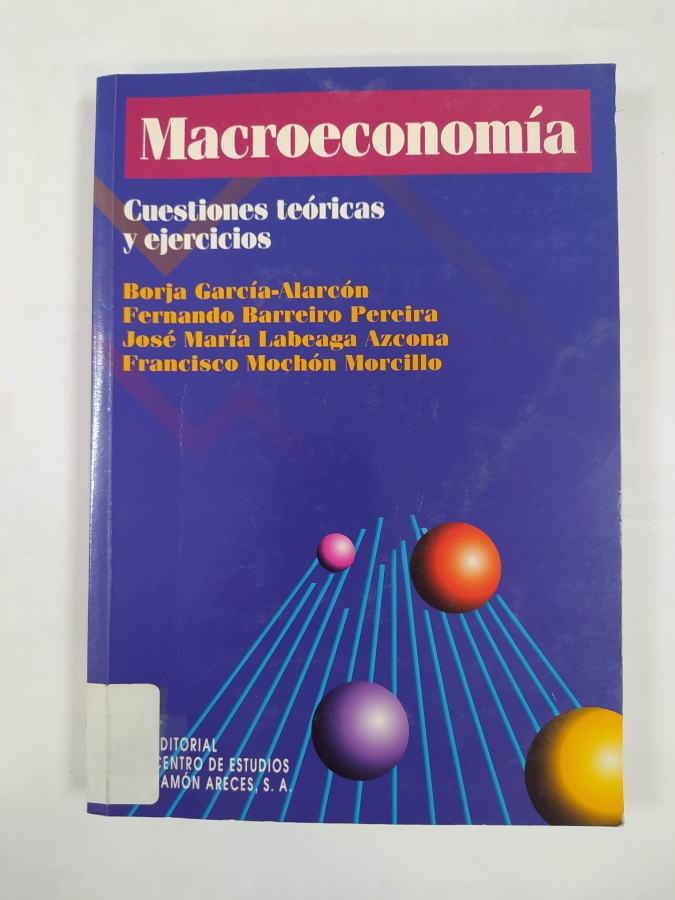 Macroeconomía
Cuestiones teóricas
y ejercicios
Borja García-Alarcón
Fernando Barreiro Pereira
José María Labeaga Azcona
Francisco Mochón Morcillo
DITORIAL
CENTRO DE ESTUDIOS
AMÓN ARECES, S. A.